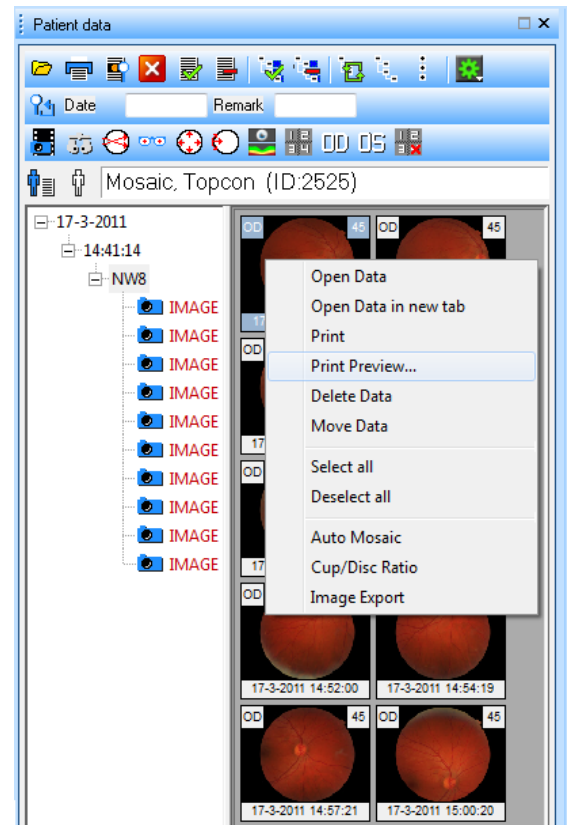 Patient data
Date Remark
OD OS
Mosaic, Topcon (ID:2525)
17-3-2011
14:41:14
NW8
IMAGE
IMAGE
IMAGE
IMAGE
IMAGE
IMAGE
IMAGE
IMAGE
IMAGE
IMAGE
OD 45 OD 45
17
OD
17
OD
17
OD
Open Data
Open Data in new tab
Print
Print Preview...
Delete Data
Move Data
Select all
Deselect all
Auto Mosaic
Cup/Disc Ratio
Image Export
17-3-2011 14:52:00 17-3-2011 14:54:19
OD 45 OD 45
17-3-2011 14:57:21 17-3-2011 15:00:20